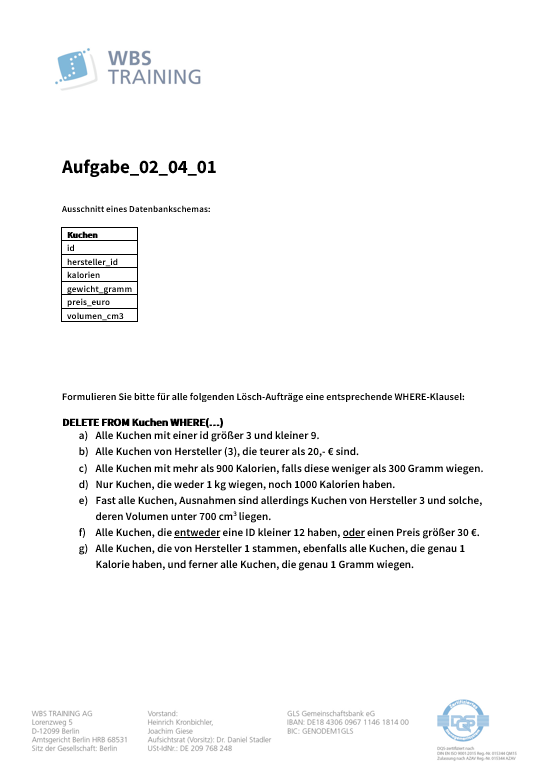 WBS
TRAINING
Aufgabe_02_04_01
Ausschnitt eines Datenbankschemas:
Kuchen
id
hersteller_id
kalorien
gewicht_gramm
preis_euro
volumen_cm3
Formulieren Sie bitte für alle folgenden Lösch-Aufträge eine entsprechende WHERE-Klausel:
DELETE FROM Kuchen WHERE(...)
a) Alle Kuchen mit einer id größer 3 und kleiner 9.
b) Alle Kuchen von Hersteller (3), die teurer als 20,- € sind.
c) Alle Kuchen mit mehr als 900 Kalorien, falls diese weniger als 300 Gramm wiegen.
d) Nur Kuchen, die weder 1 kg wiegen, noch 1000 Kalorien haben.
e) Fast alle Kuchen, Ausnahmen sind allerdings Kuchen von Hersteller 3 und solche,
deren Volumen unter 700 cm³ liegen.
f) Alle Kuchen, die entweder eine ID kleiner 12 haben, oder einen Preis größer 30 €.
g) Alle Kuchen, die von Hersteller 1 stammen, ebenfalls alle Kuchen, die genau 1
Kalorie haben, und ferner alle Kuchen, die genau 1 Gramm wiegen.
WBS TRAINING AG
Lorenzweg 5
D-12099 Berlin
Amtsgericht Berlin HRB 68531
Sitz der Gesellschaft: Berlin
Vorstand:
Heinrich Kronbichler,
Joachim Giese
Aufsichtsrat (Vorsitz): Dr. Daniel Stadler
USt-IdNr.: DE 209 768 248
GLS Gemeinschaftsbank eG
IBAN: DE18 4306 0967 1146 1814 00
BIC: GENODEM1GLS
DQS
DQS zertifiziert nach